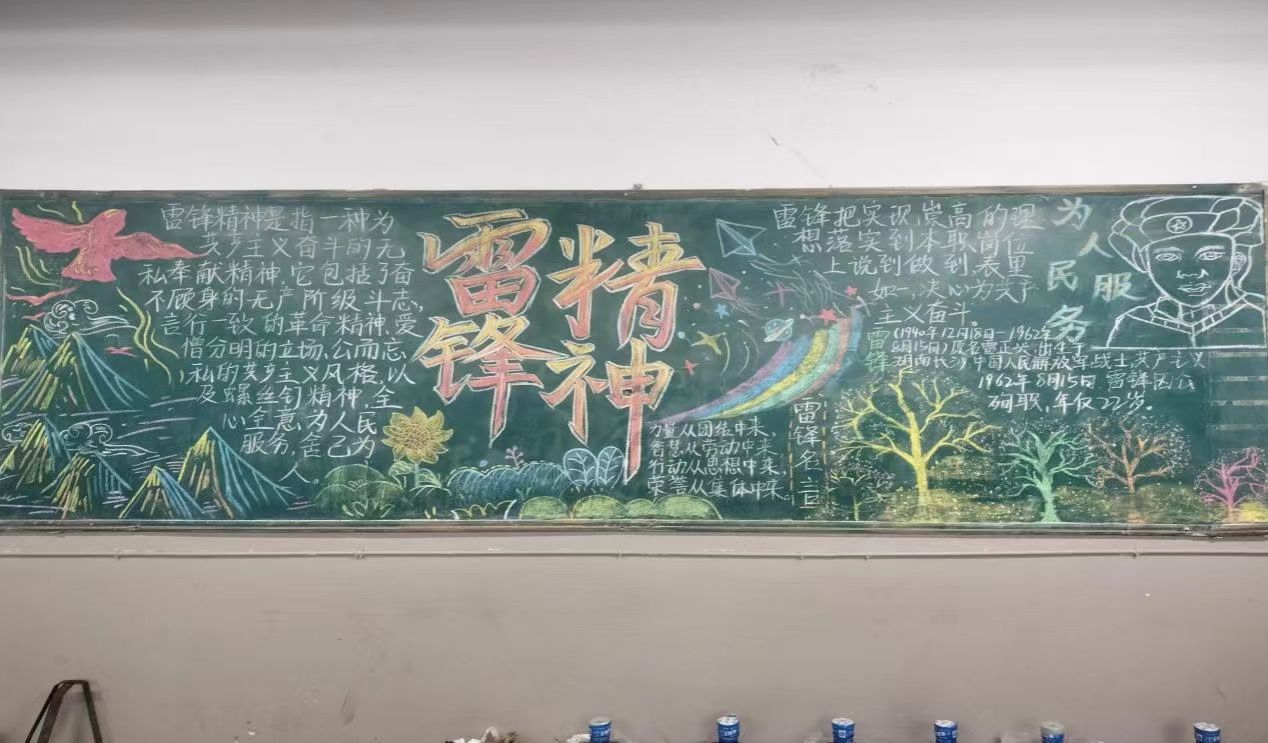 雷锋精神是指一种为
共产主义奋斗的无
私奉献精神,它包括了奋
不顾身的无产阶级斗志,
言行一致的革命精神、爱
憎分明的立场、公而忘
私的共产主义风格,以
及螺丝钉精神,全
心全意为人民
服务,舍己为
人。
雷锋
精神
力量从团结中来,
智慧从劳动中来,
行动从思想中来,
荣誉从集体中来。
雷锋名言
雷锋把实现崇高的理
想落实到本职岗位
上说到做到,表里
如一,决心为共产
主义奋斗。
为人民服务
雷锋
(1940年12月18日—1962年
8月15日)原名雷正兴,出生于
湖南长沙,中国人民解放军战士,共产主义
1962年8月15日,雷锋因公
殉职,年仅22岁。